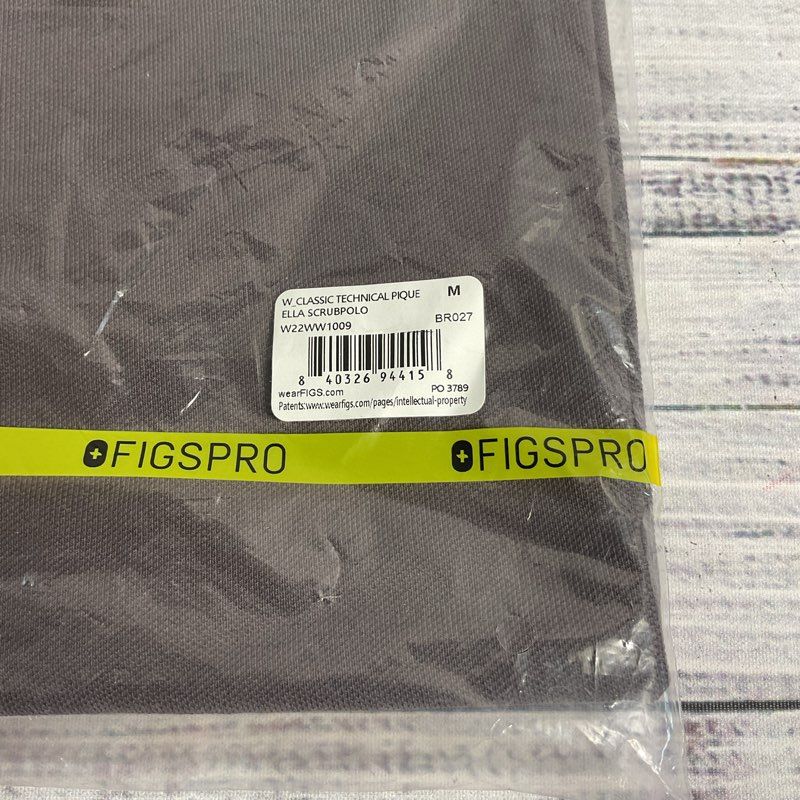 W_CLASSIC TECHNICAL PIQUE M
ELLA SCRUBPOLO
W22WW1009 BR027
8 40326 94415 8
wearFIGS.com PO 3789
Patents:www.wearfigs.com/pages/intellectual-property
FIGSPRO FIGSPRO